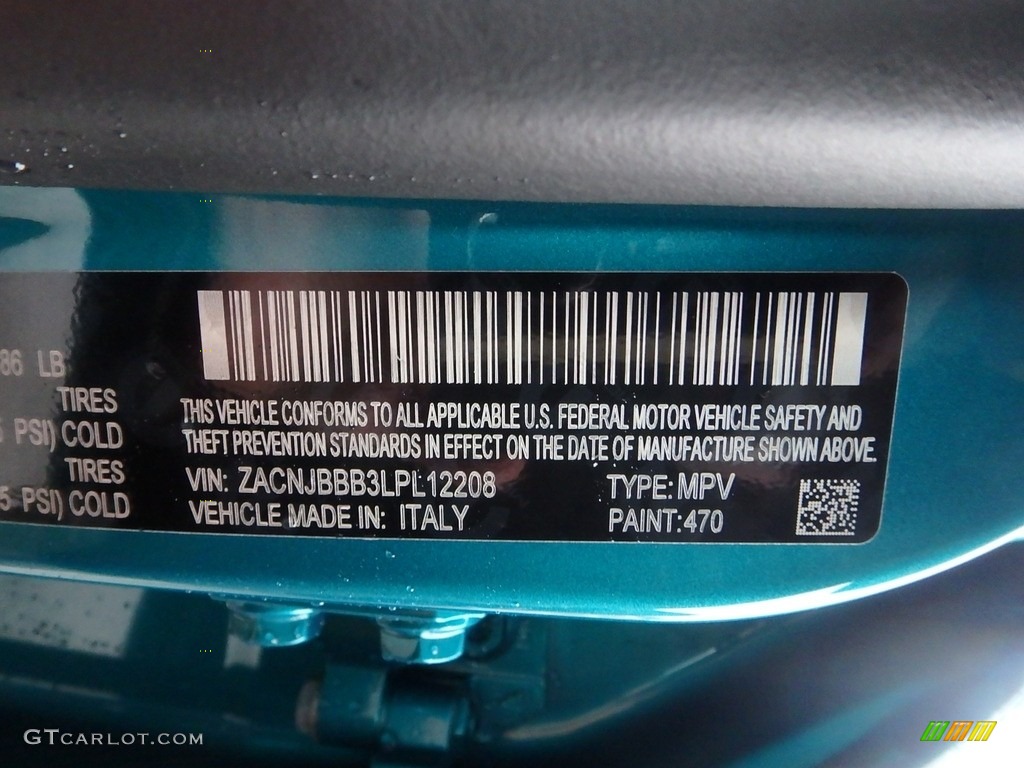 86 LB
TIRES
PSI) COLD
TIRES
5 PSI) COLD
THIS VEHICLE CONFORMS TO ALL APPLICABLE U.S. FEDERAL MOTOR VEHICLE SAFETY AND
THEFT PREVENTION STANDARDS IN EFFECT ON THE DATE OF MANUFACTURE SHOWN ABOVE.
VIN: ZACNJBBB3LPL12208
TYPE: MPV
VEHICLE MADE IN: ITALY
PAINT:470
GTCARLOT.COM